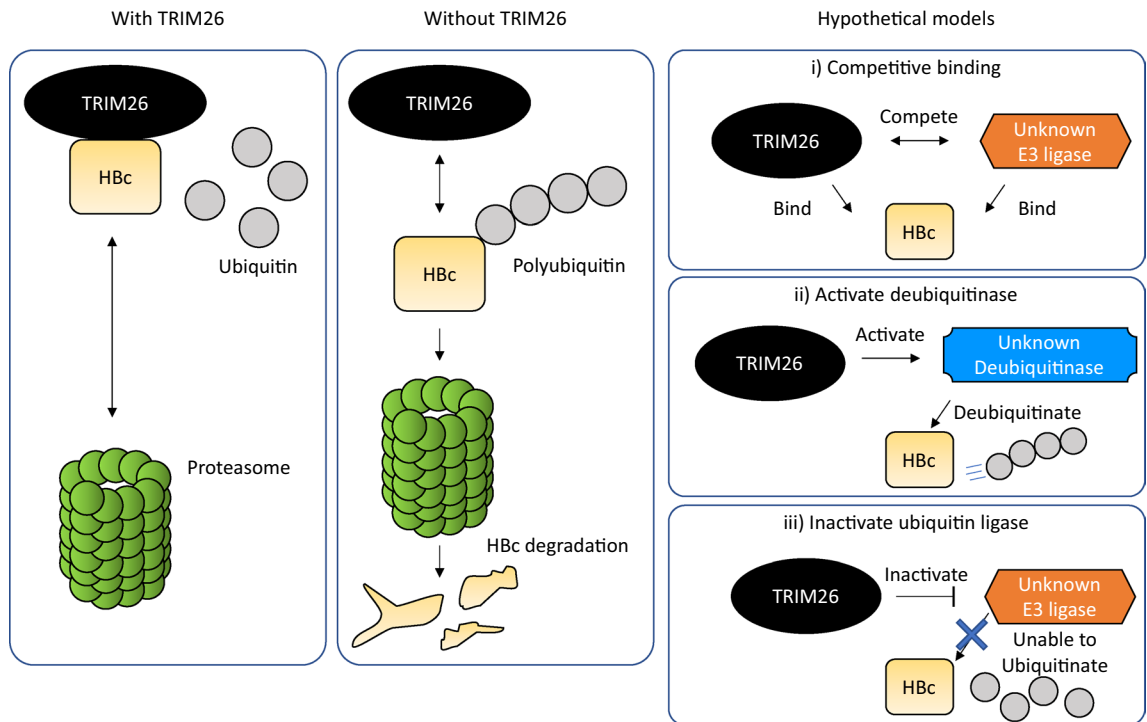 With TRIM26
TRIM26
HBc
Ubiquitin
Proteasome
Without TRIM26
TRIM26
HBc
Polyubiquitin
HBc degradation
Hypothetical models
i) Competitive binding
TRIM26
Compete
Unknown
E3 ligase
Bind
HBc
Bind
ii) Activate deubiquitinase
TRIM26
Activate
Unknown
Deubiquitinase
Deubiquitinate
HBc
iii) Inactivate ubiquitin ligase
TRIM26
Inactivate
Unknown
E3 ligase
Unable to
Ubiquitinate
HBc